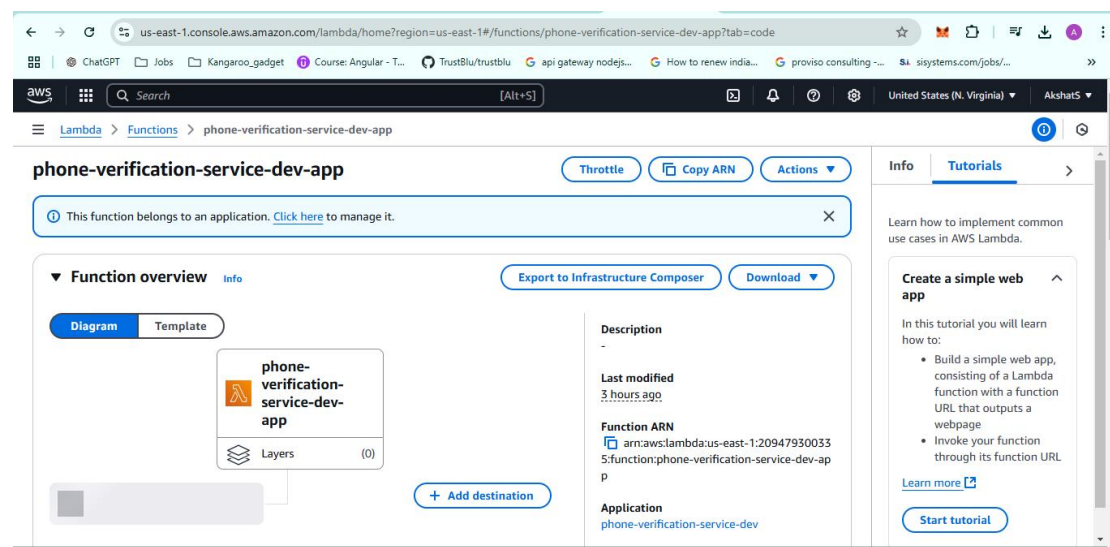 us-east-1.console.aws.amazon.com/lambda/home?region=us-east-1#/functions/phone-verification-service-dev-app?tab=code
A
ChatGPT Jobs Kangaroo_gadget Course: Angular - T... TrustBlu/trustblu api gateway nodejs... How to renew india... proviso consulting -... sisystems.com/jobs/... »
aws Search [Alt+S] United States (N. Virginia) AkshatS
Lambda > Functions > phone-verification-service-dev-app
phone-verification-service-dev-app
Throttle Copy ARN Actions
This function belongs to an application. Click here to manage it.
Function overview Info
Export to Infrastructure Composer Download
Diagram Template
phone-
verification-
service-dev-
app
Layers (0)
+ Add destination
Description
-
Last modified
3 hours ago
Function ARN
arn:aws:lambda:us-east-1:20947930033
5:function:phone-verification-service-dev-ap
p
Application
phone-verification-service-dev
Info Tutorials
Learn how to implement common
use cases in AWS Lambda.
Create a simple web
app
In this tutorial you will learn
how to:
• Build a simple web app,
consisting of a Lambda
function with a function
URL that outputs a
webpage
• Invoke your function
through its function URL
Learn more
Start tutorial